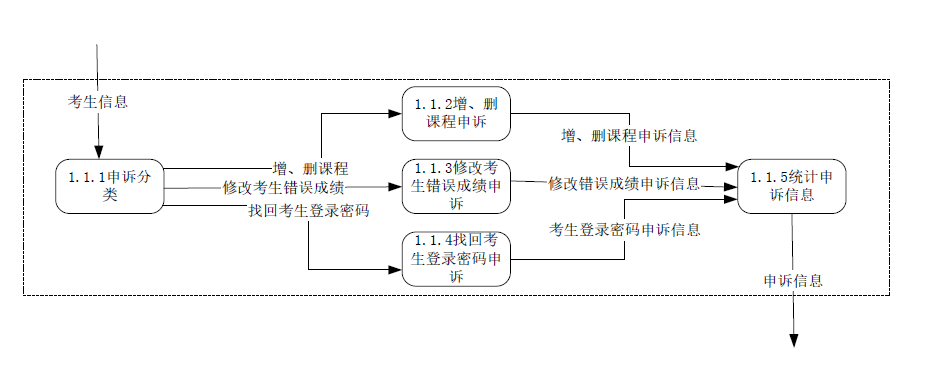 考生信息
1.1.1申诉分
类
增、删课程
修改考生错误成绩
找回考生登录密码
1.1.2增、删
课程申诉
1.1.3修改考
生错误成绩申
诉
1.1.4找回考
生登录密码申
诉
增、删课程申诉信息
修改错误成绩申诉信息
考生登录密码申诉信息
1.1.5统计申
诉信息
申诉信息